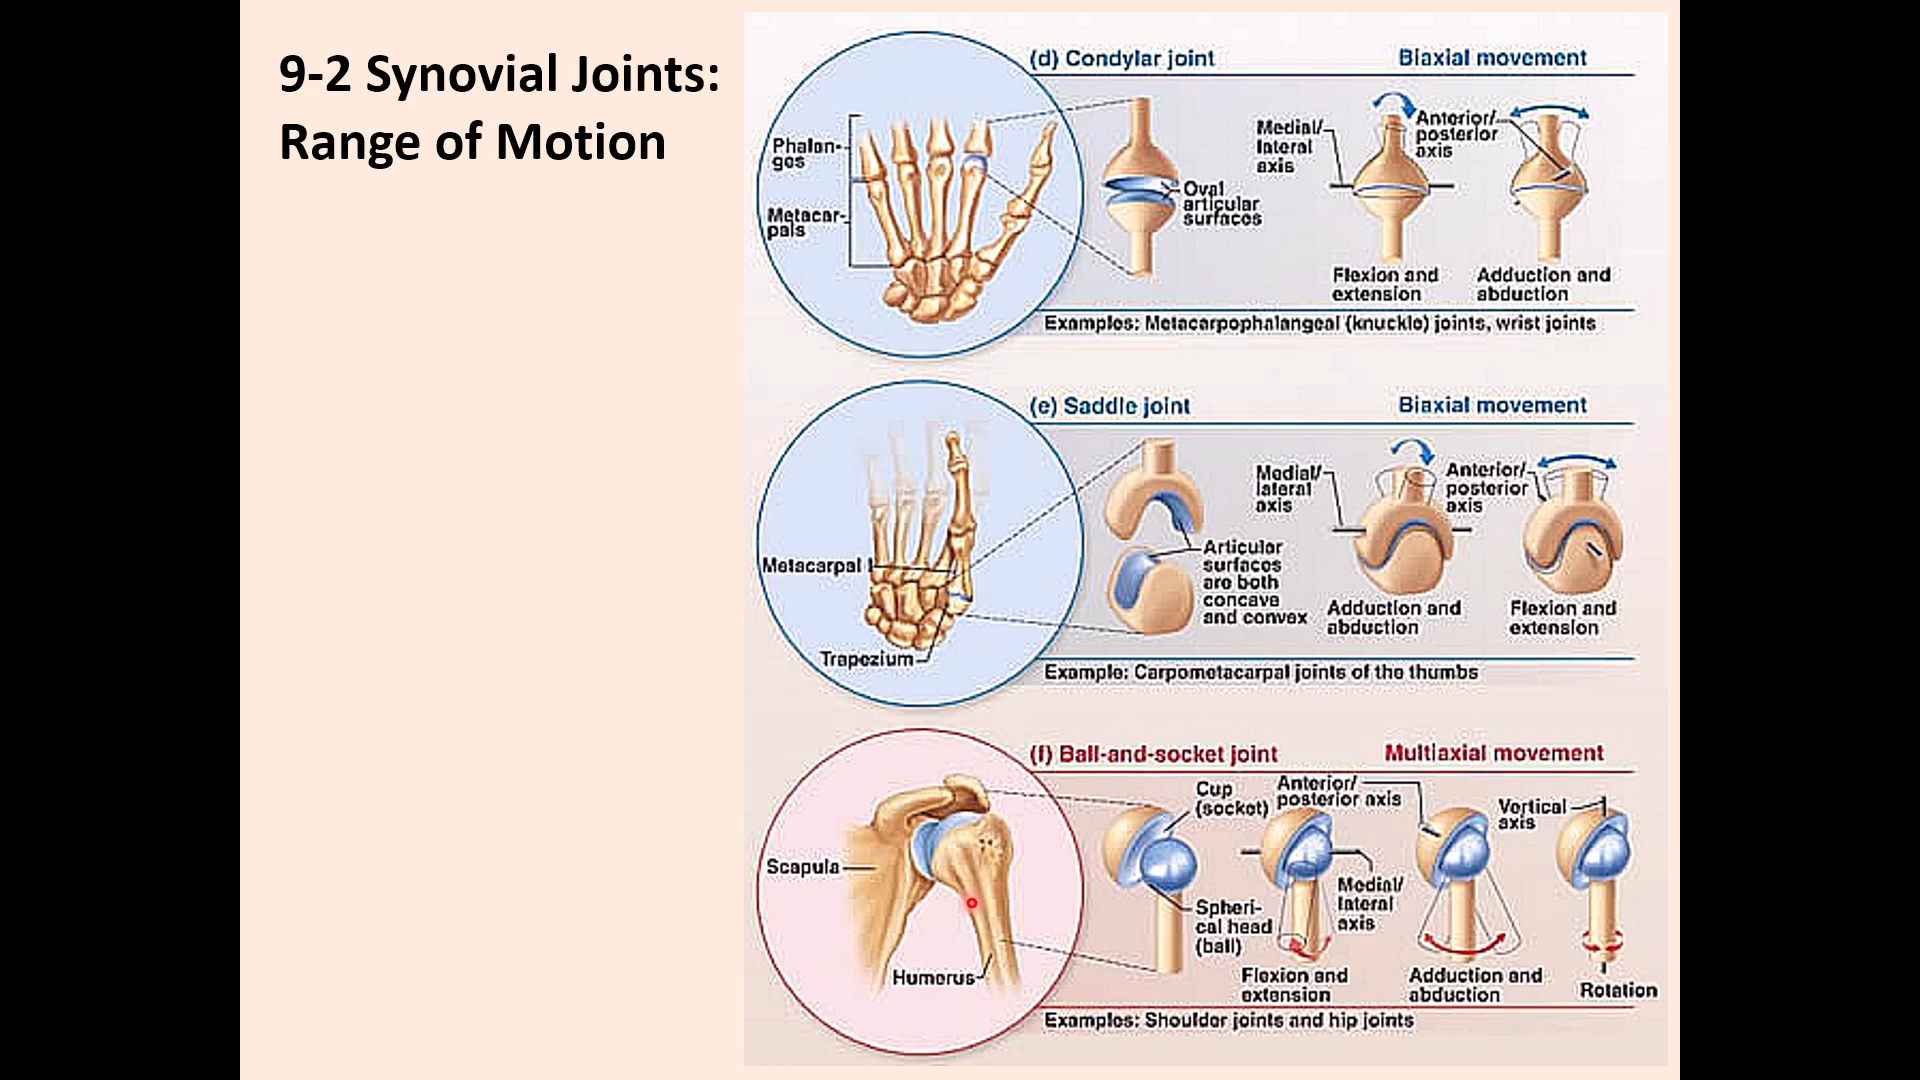 9-2 Synovial Joints:
Range of Motion
(d) Condylar joint
Biaxial movement
Phalan-
ges
Metacar-
pals
Oval
articular
surfaces
Medial/
lateral
axis
Anterior/
posterior
axis
Flexion and
extension
Adduction and
abduction
Examples: Metacarpophalangeal (knuckle) joints, wrist joints
(e) Saddle joint
Biaxial movement
Metacarpal I
Trapezium
Articular
surfaces
are both
concave
and convex
Medial/
lateral
axis
Anterior/
posterior
axis
Adduction and
abduction
Flexion and
extension
Example: Carpometacarpal joints of the thumbs
(f) Ball-and-socket joint
Multiaxial movement
Scapula
Humerus
Cup
(socket)
Spheri-
cal head
(ball)
Anterior/
posterior axis
Medial/
lateral
axis
Vertical
axis
Flexion and
extension
Adduction and
abduction
Rotation
Examples: Shoulder joints and hip joints